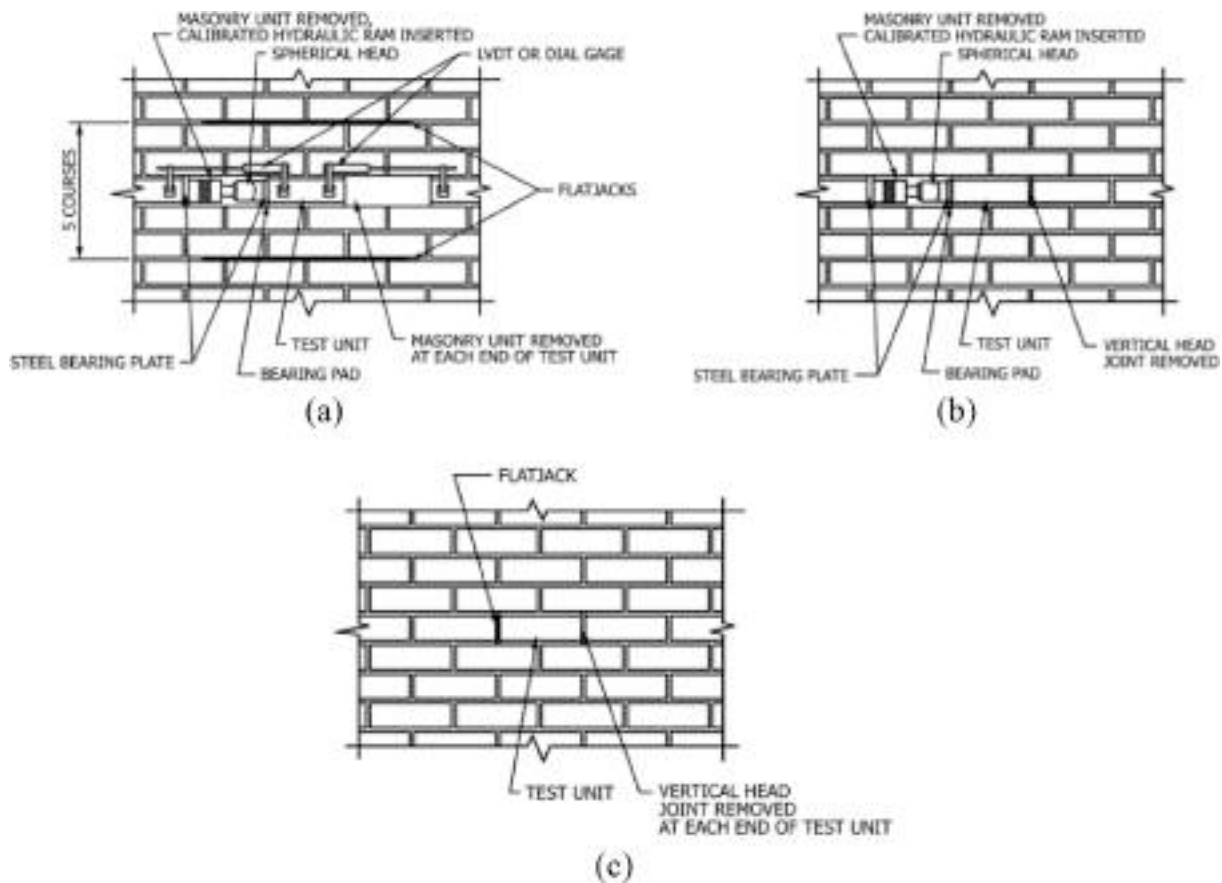 MASONRY UNIT REMOVED,
CALIBRATED HYDRAULIC RAM INSERTED
SPHERICAL HEAD
LVDT OR DIAL GAGE
5 COURSES
FLATJACKS
TEST UNIT
MASONRY UNIT REMOVED
AT EACH END OF TEST UNIT
STEEL BEARING PLATE
BEARING PAD
(a)
MASONRY UNIT REMOVED
CALIBRATED HYDRAULIC RAM INSERTED
SPHERICAL HEAD
TEST UNIT
VERTICAL HEAD
JOINT REMOVED
STEEL BEARING PLATE
BEARING PAD
(b)
FLATJACK
TEST UNIT
VERTICAL HEAD
JOINT REMOVED
AT EACH END OF TEST UNIT
(c)